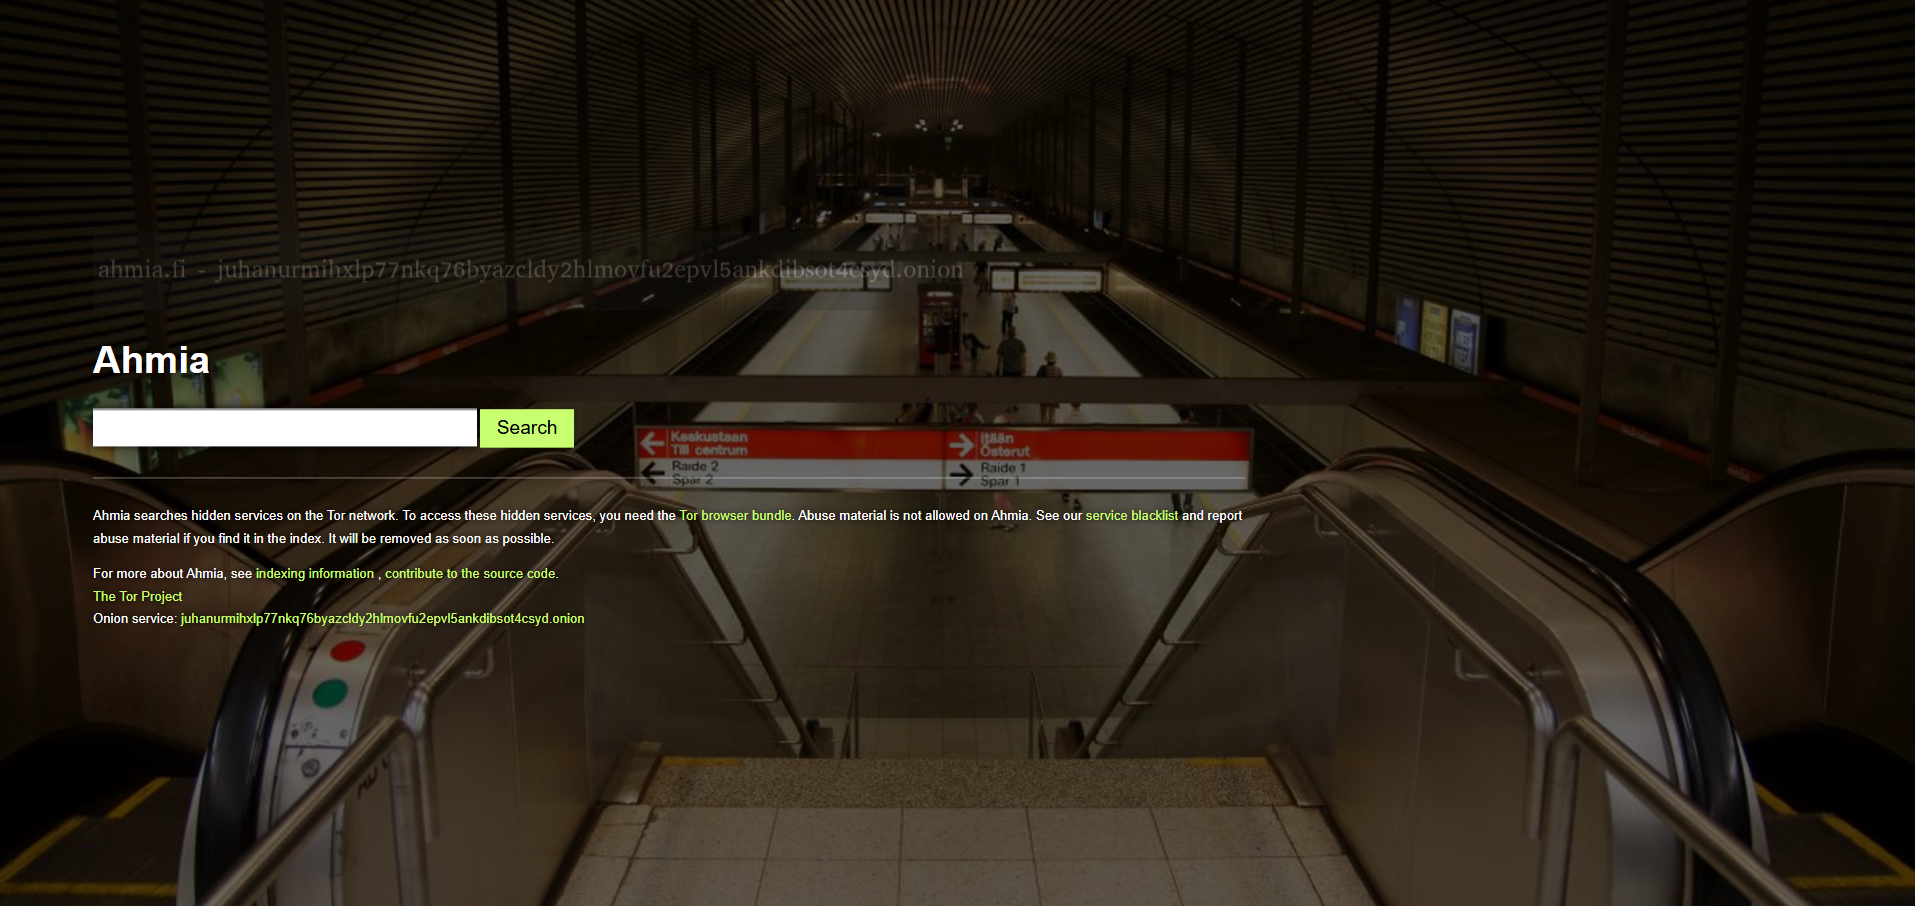 ahmia.fi - juhanurmihxlp77nkq76byazcldy2hlmovfu2epvl5ankdibsot4csyd.onion
Ahmia
Search
Keskustaan
Till centrum
Itään
Österut
Raide 2
Spår 2
Raide 1
Spår 1
Ahmia searches hidden services on the Tor network. To access these hidden services, you need the Tor browser bundle. Abuse material is not allowed on Ahmia. See our service blacklist and report
abuse material if you find it in the index. It will be removed as soon as possible.
For more about Ahmia, see indexing information , contribute to the source code.
The Tor Project
Onion service: juhanurmihxlp77nkq76byazcldy2hlmovfu2epvl5ankdibsot4csyd.onion